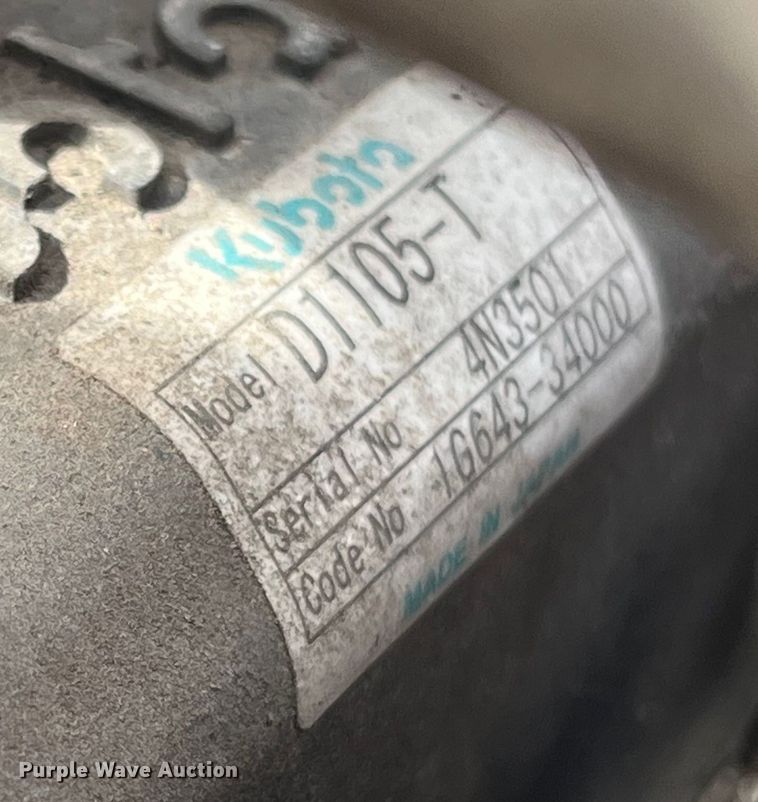 Kubota
Model D1105-T
Serial No 4N3501
Code No 1G643-34000
MADE IN JAPAN
Purple Wave Auction